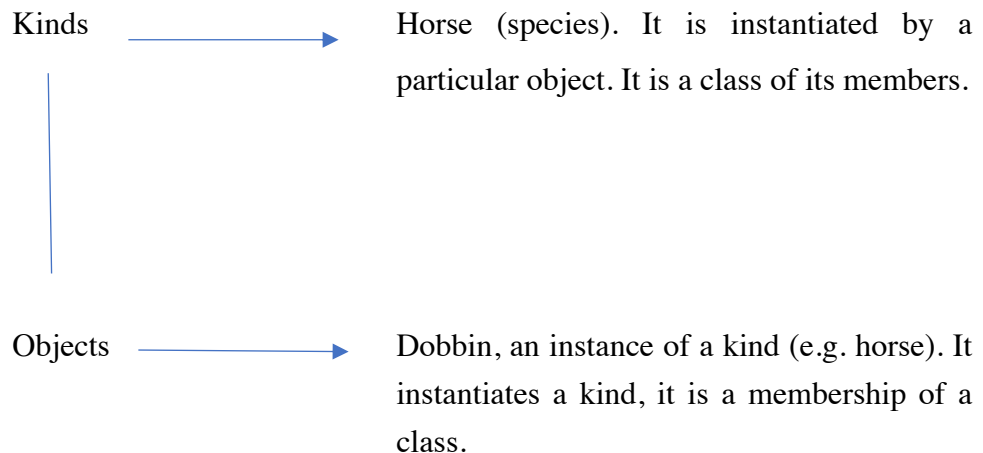 Kinds
Horse (species). It is instantiated by a
particular object. It is a class of its members.
Objects
Dobbin, an instance of a kind (e.g. horse). It
instantiates a kind, it is a membership of a
class.